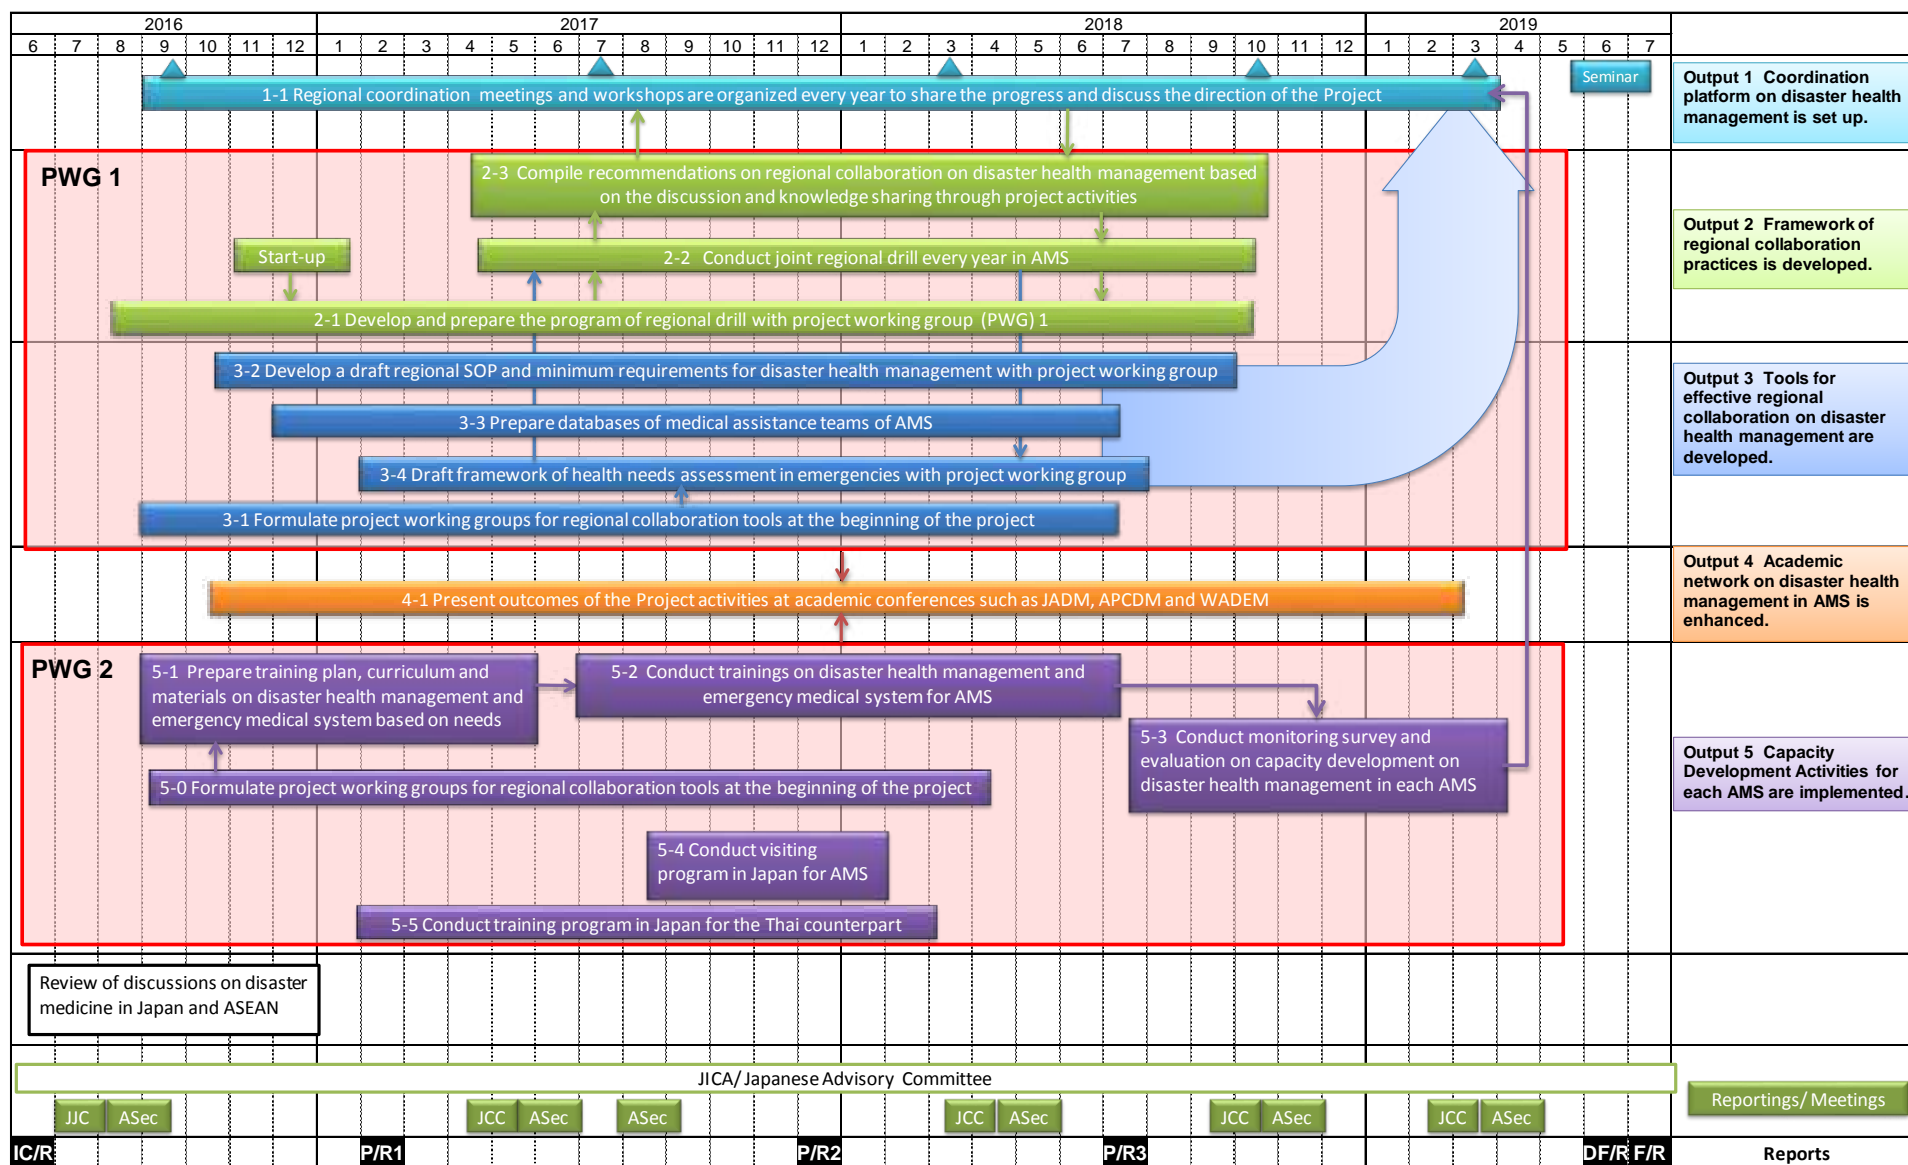 2016 2017 2018 2019
6 7 8 9 10 11 12 1 2 3 4 5 6 7 8 9 10 11 12 1 2 3 4 5 6 7 8 9 10 11 12 1 2 3 4 5 6 7
Seminar
1-1 Regional coordination meetings and workshops are organized every year to share the progress and discuss the direction of the Project
Output 1 Coordination
platform on disaster health
management is set up.
PWG 1
2-3 Compile recommendations on regional collaboration on disaster health management based
on the discussion and knowledge sharing through project activities
Start-up
2-2 Conduct joint regional drill every year in AMS
2-1 Develop and prepare the program of regional drill with project working group (PWG) 1
Output 2 Framework of
regional collaboration
practices is developed.
3-2 Develop a draft regional SOP and minimum requirements for disaster health management with project working group
3-3 Prepare databases of medical assistance teams of AMS
3-4 Draft framework of health needs assessment in emergencies with project working group
3-1 Formulate project working groups for regional collaboration tools at the beginning of the project
Output 3 Tools for
effective regional
collaboration on disaster
health management are
developed.
4-1 Present outcomes of the Project activities at academic conferences such as JADM, APCDM and WADEM
Output 4 Academic
network on disaster health
management in AMS is
enhanced.
PWG 2
5-1 Prepare training plan, curriculum and
materials on disaster health management and
emergency medical system based on needs
5-2 Conduct trainings on disaster health management and
emergency medical system for AMS
5-3 Conduct monitoring survey and
evaluation on capacity development on
disaster health management in each AMS
5-0 Formulate project working groups for regional collaboration tools at the beginning of the project
5-4 Conduct visiting
program in Japan for AMS
5-5 Conduct training program in Japan for the Thai counterpart
Output 5 Capacity
Development Activities for
each AMS are implemented.
Review of discussions on disaster
medicine in Japan and ASEAN
JICA/ Japanese Advisory Committee
JJC ASec JCC ASec ASec JCC ASec JCC ASec JCC ASec
Reportings/ Meetings
IC/R P/R1 P/R2 P/R3 DF/R F/R Reports